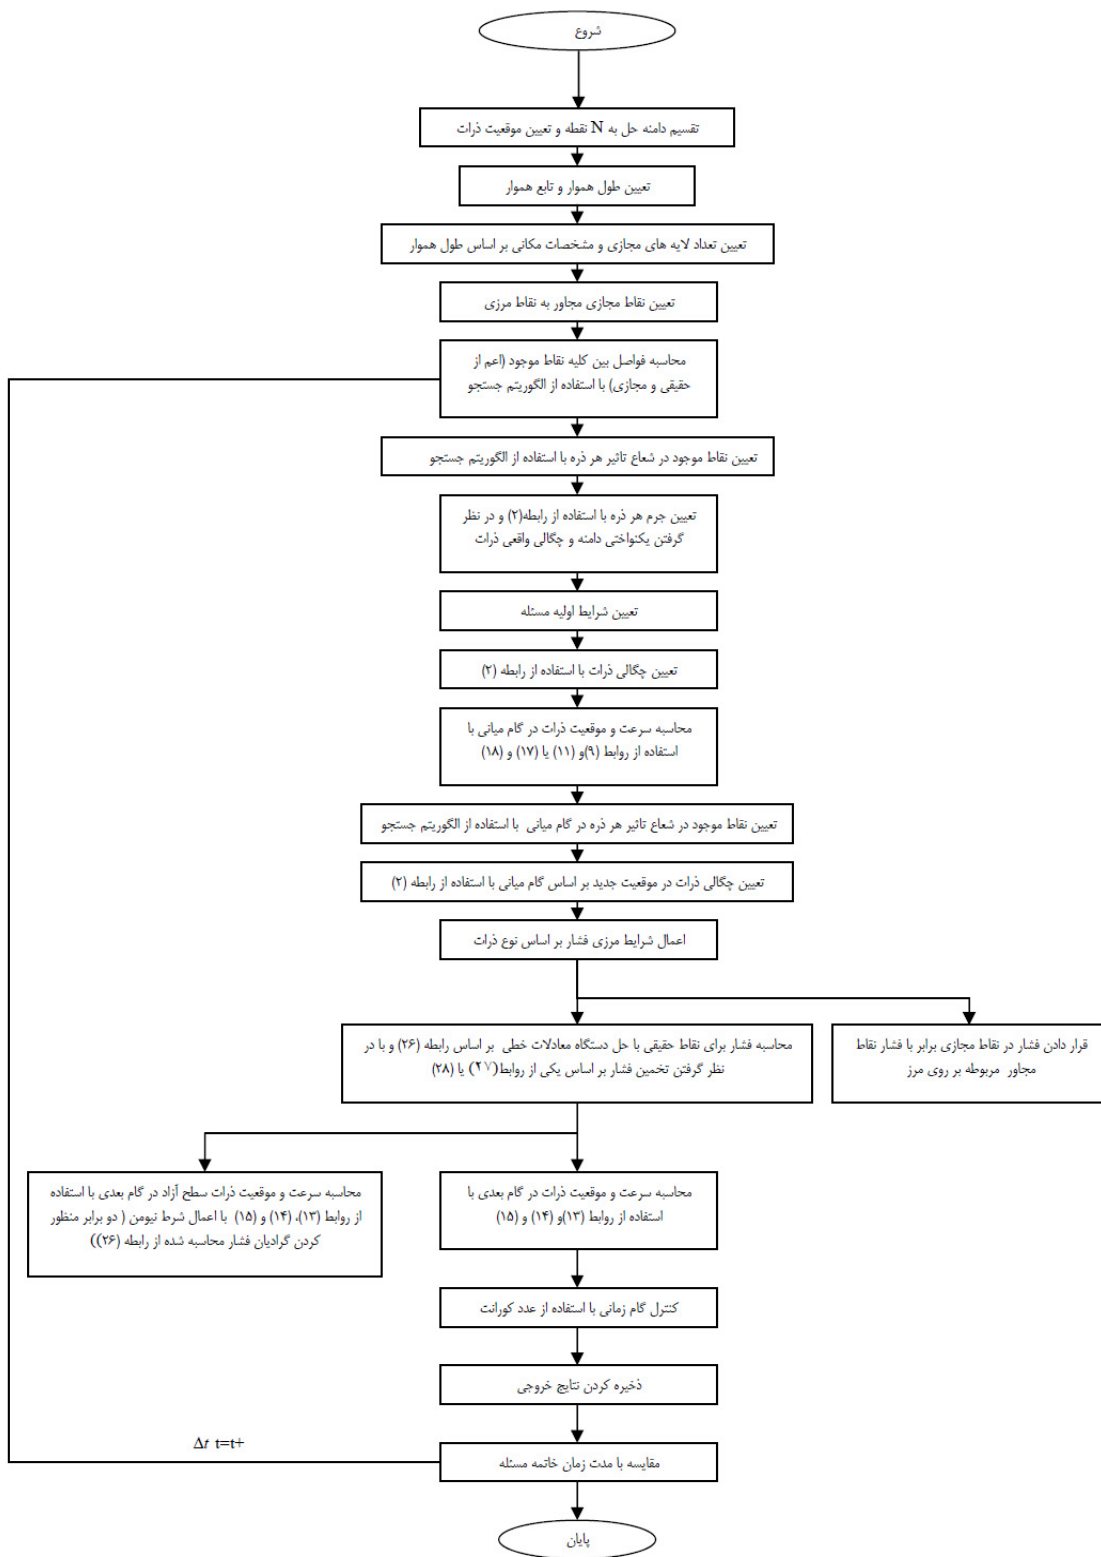 شروع
تقسیم دامنه حل به N نقطه و تعیین موقعیت ذرات
تعیین طول هموار و تابع هموار
تعیین تعداد لایه های مجازی و مشخصات مکانی بر اساس طول هموار
تعیین نقاط مجازی مجاور به نقاط مرزی
محاسبه فواصل بین کلیه نقاط موجود (اعم از
حقیقی و مجازی) با استفاده از الگوریتم جستجو
تعیین نقاط موجود در شعاع تاثیر هر ذره با استفاده از الگوریتم جستجو
تعیین جرم هر ذره با استفاده از رابطه(۲) و در نظر
گرفتن یکنواختی دامنه و چگالی واقعی ذرات
تعیین شرایط اولیه مسئله
تعیین چگالی ذرات با استفاده از رابطه (۲)
محاسبه سرعت و موقعیت ذرات در گام میانی با
استفاده از روابط (۹)و (۱۱) یا (۱۷) و (۱۸)
تعیین نقاط موجود در شعاع تاثیر هر ذره در گام میانی با استفاده از الگوریتم جستجو
تعیین چگالی ذرات در موقعیت جدید بر اساس گام میانی با استفاده از رابطه (۲)
اعمال شرایط مرزی فشار بر اساس نوع ذرات
محاسبه فشار برای نقاط حقیقی با حل دستگاه معادلات خطی بر اساس رابطه (۲۶) و با در
نظر گرفتن تخمین فشار بر اساس یکی از روابط(۲۷) یا (۲۸)
قرار دادن فشار در نقاط مجازی برابر با فشار نقاط
مجاور مربوطه بر روی مرز
محاسبه سرعت و موقعیت ذرات در گام بعدی با
استفاده از روابط (۱۳)و (۱۴) و (۱۵)
محاسبه سرعت و موقعیت ذرات سطح آزاد در گام بعدی با استفاده
از روابط (۱۳)، (۱۴) و (۱۵) با اعمال شرط نیومن ( دو برابر منظور
کردن گرادیان فشار محاسبه شده از رابطه (۲۶))
کنترل گام زمانی با استفاده از عدد کورانت
ذخیره کردن نتایج خروجی
Δt t=t+
مقایسه با مدت زمان خاتمه مسئله
پایان